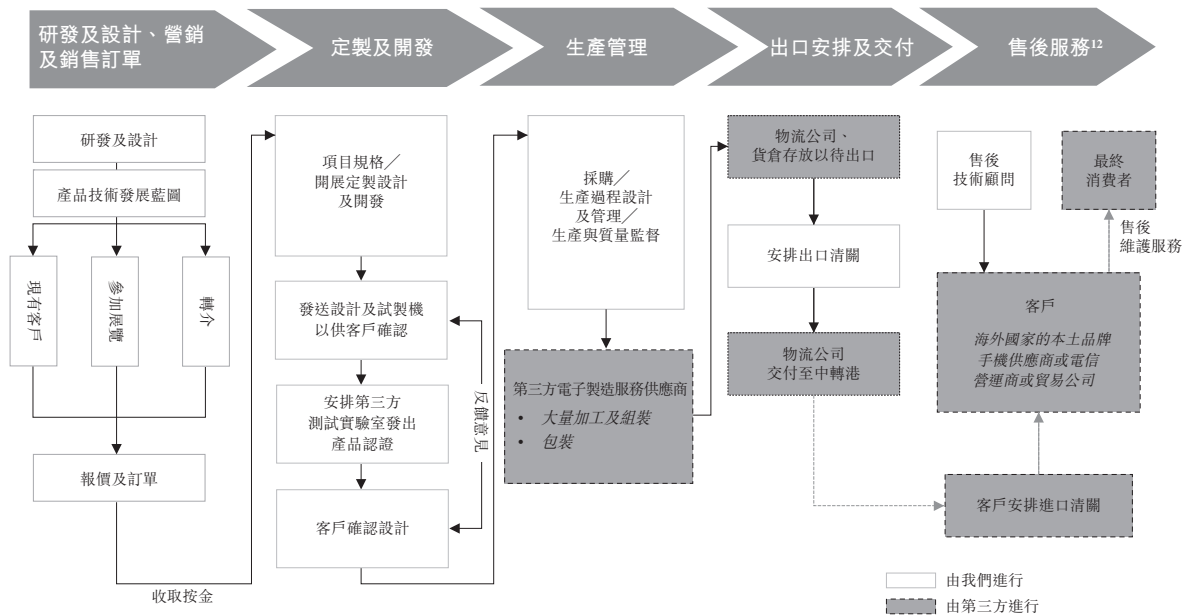 研發及設計、營銷
及銷售訂單
定製及開發
生產管理
出口安排及交付
售後服務¹²
研發及設計
產品技術發展藍圖
現有客戶
參加展覽
轉介
報價及訂單
收取按金
項目規格／
開展定製設計
及開發
發送設計及試製機
以供客戶確認
安排第三方
測試實驗室發出
產品認證
客戶確認設計
反饋意見
採購／
生產過程設計
及管理／
生產與質量監督
第三方電子製造服務供應商
• 大量加工及組裝
• 包裝
物流公司、
貨倉存放以待出口
安排出口清關
物流公司
交付至中轉港
售後
技術顧問
最終
消費者
售後
維護服務
客戶
海外國家的本土品牌
手機供應商或電信
營運商或貿易公司
客戶安排進口清關
由我們進行
由第三方進行